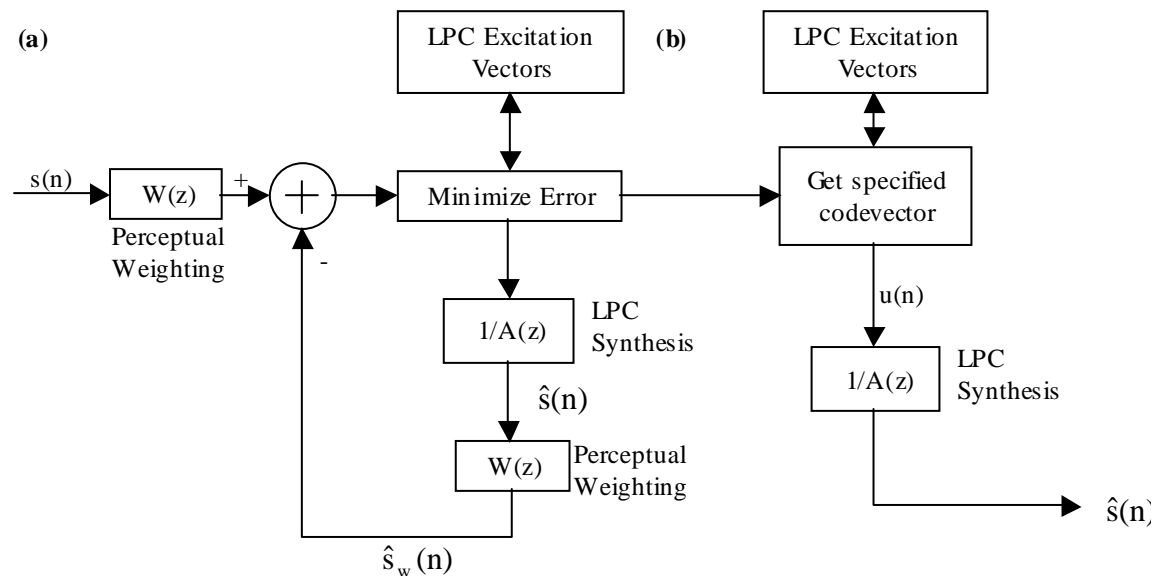 (a)
LPC Excitation
Vectors
(b)
LPC Excitation
Vectors
s(n)
W(z)
+
Perceptual
Weighting
-
Minimize Error
Get specified
codevector
1/A(z)
LPC
Synthesis
u(n)
ŝ(n)
1/A(z)
LPC
Synthesis
W(z)
Perceptual
Weighting
ŝw(n)
ŝ(n)